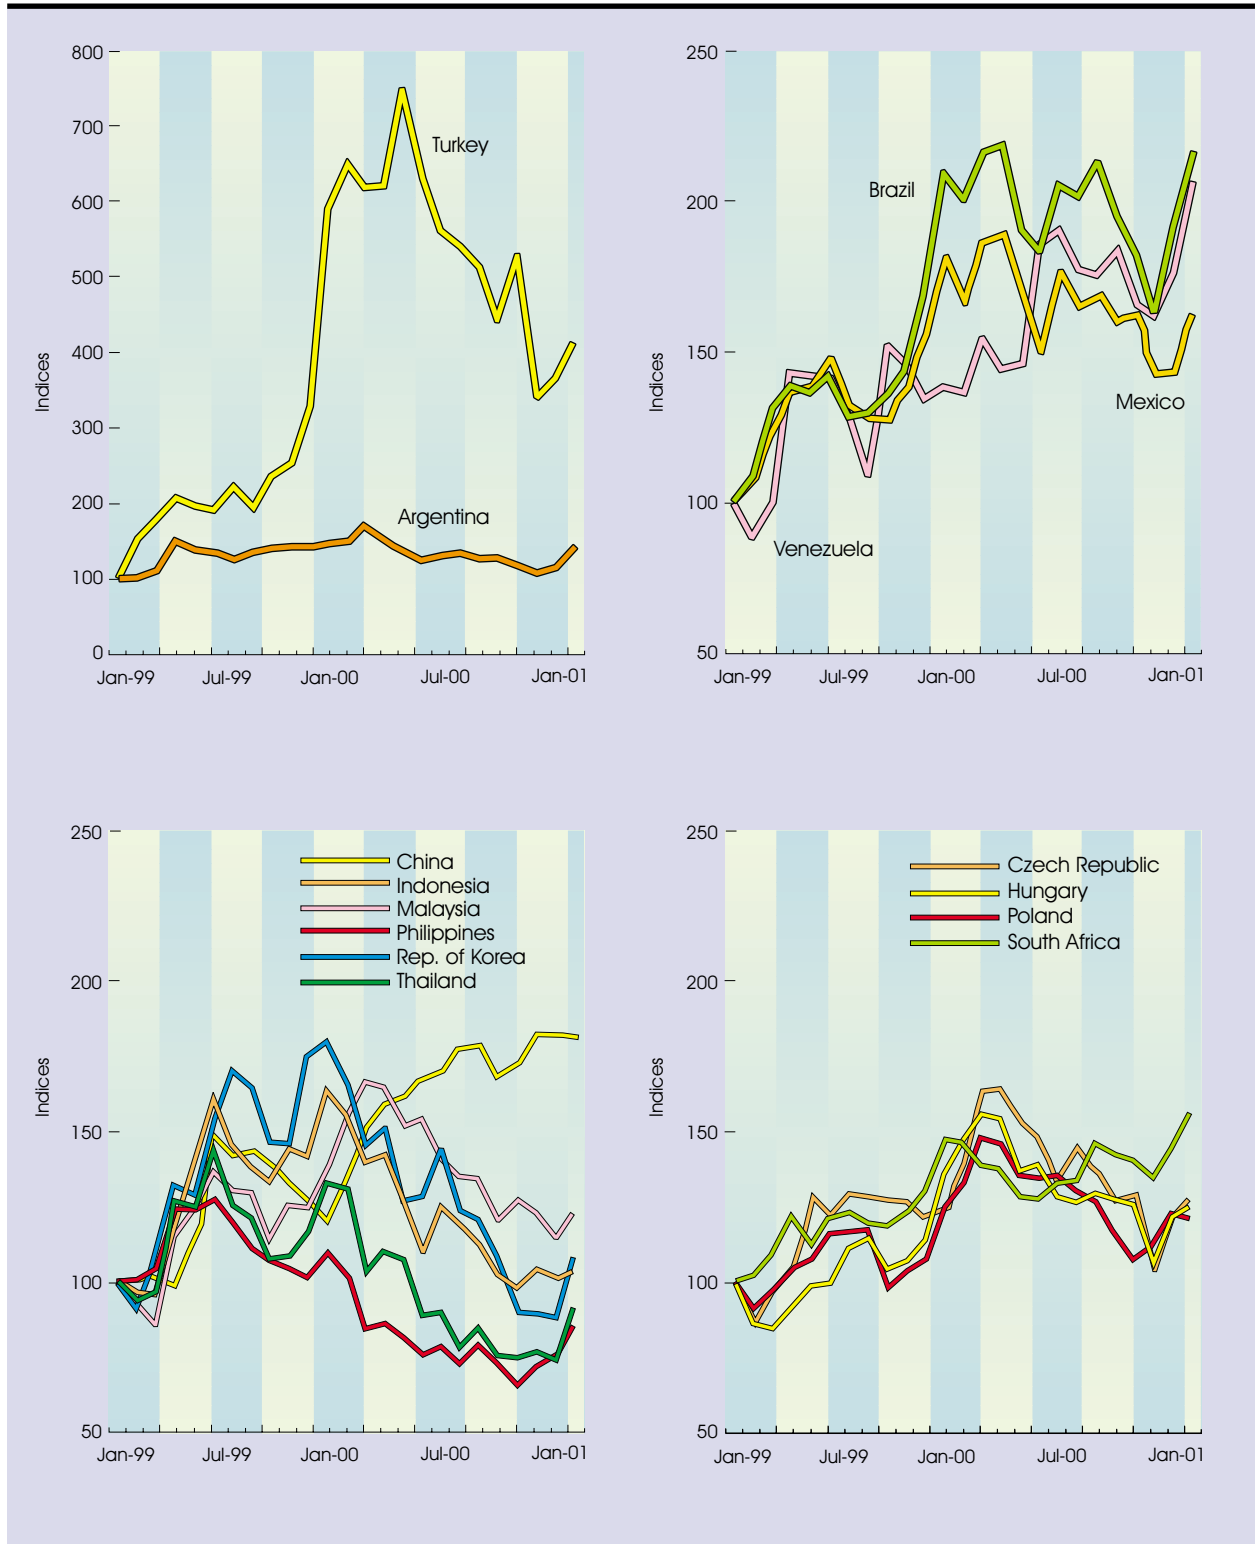 800
700
600
500
400
300
200
100
0
Indices
Turkey
Argentina
Jan-99 Jul-99 Jan-00 Jul-00 Jan-01
250
200
150
100
50
Indices
Brazil
Mexico
Venezuela
Jan-99 Jul-99 Jan-00 Jul-00 Jan-01
250
200
150
100
50
Indices
China
Indonesia
Malaysia
Philippines
Rep. of Korea
Thailand
Jan-99 Jul-99 Jan-00 Jul-00 Jan-01
250
200
150
100
50
Indices
Czech Republic
Hungary
Poland
South Africa
Jan-99 Jul-99 Jan-00 Jul-00 Jan-01